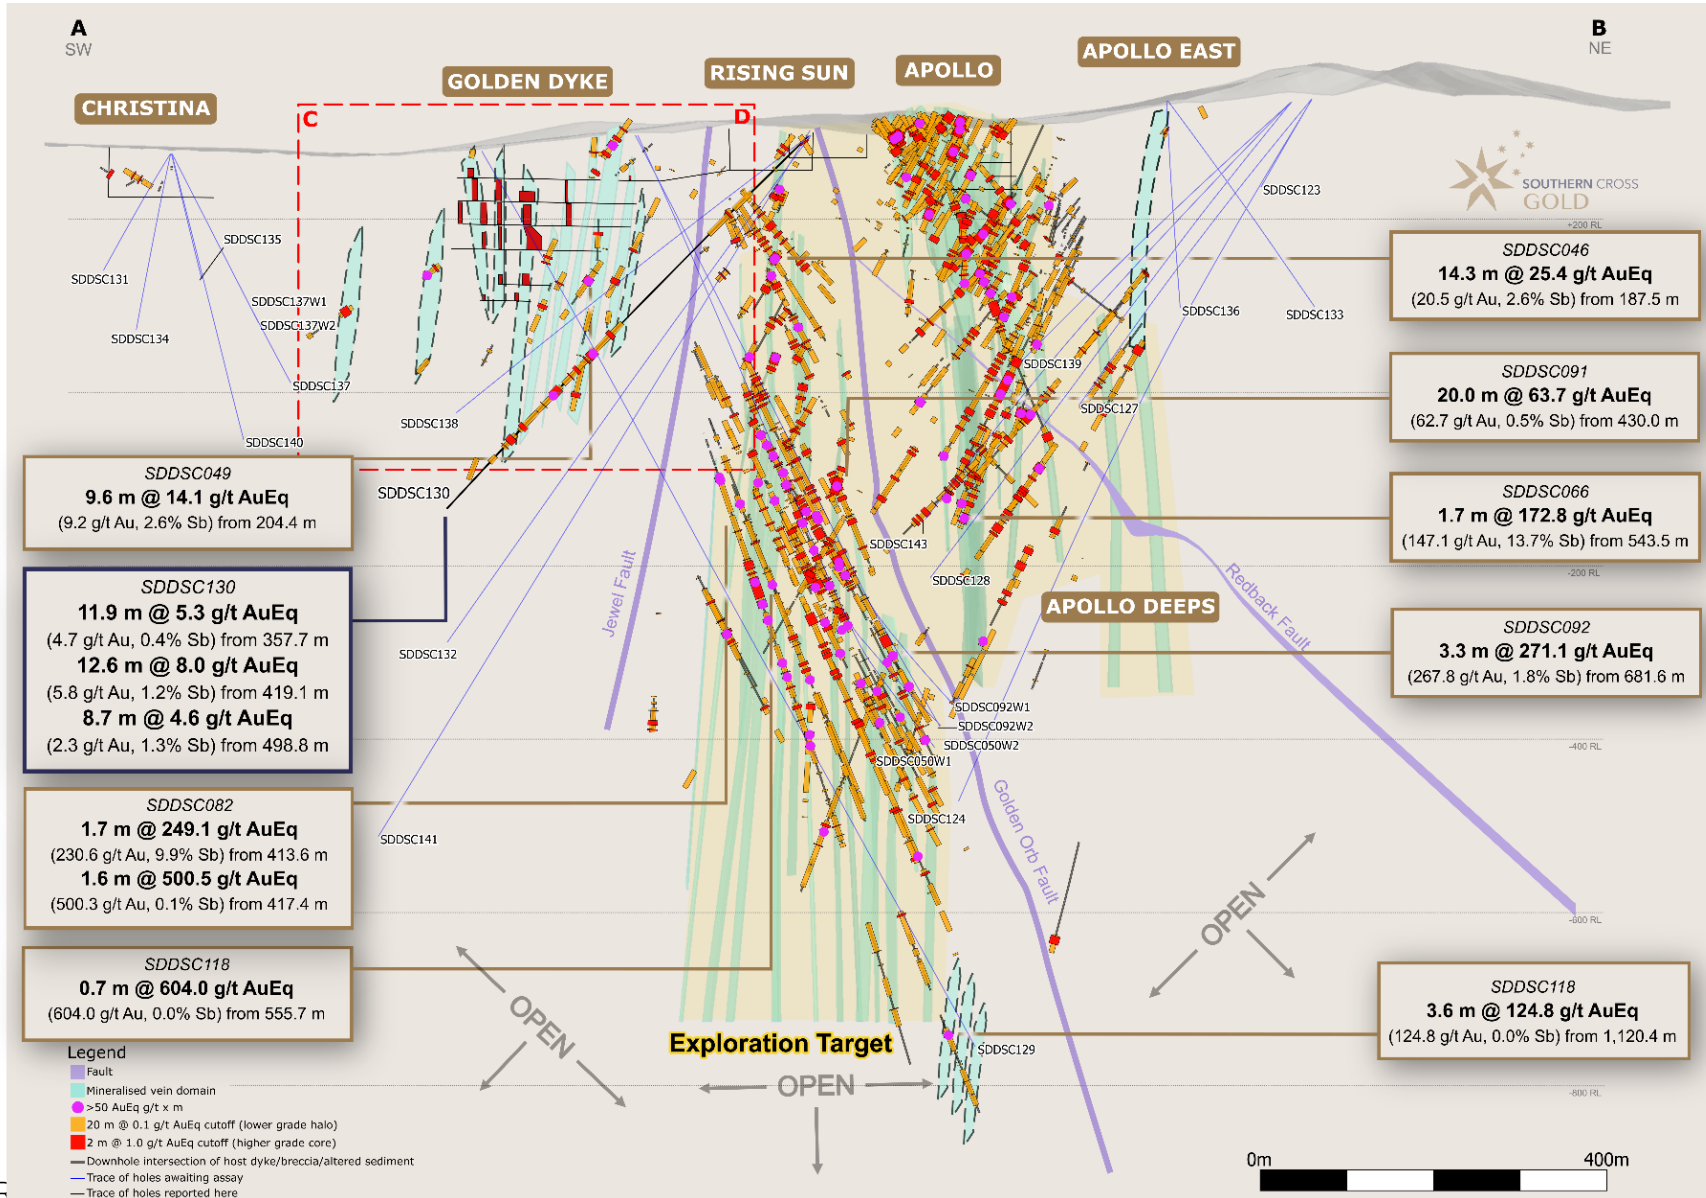 A
SW
B
NE
CHRISTINA
GOLDEN DYKE
RISING SUN
APOLLO
APOLLO EAST
C
D
SOUTHERN CROSS
GOLD
SDDSC123
SDDSC135
SDDSC131
SDDSC137W1
SDDSC137W2
SDDSC134
SDDSC137
SDDSC138
SDDSC140
SDDSC130
SDDSC136
SDDSC133
SDDSC139
SDDSC127
SDDSC143
SDDSC128
APOLLO DEEPS
SDDSC132
SDDSC141
SDDSC092W1
SDDSC092W2
SDDSC050W2
SDDSC050W1
SDDSC124
SDDSC129
Jewel Fault
Golden Orb Fault
Redback Fault
+200 RL
-200 RL
-400 RL
-600 RL
-800 RL
SDDSC046
14.3 m @ 25.4 g/t AuEq
(20.5 g/t Au, 2.6% Sb) from 187.5 m
SDDSC091
20.0 m @ 63.7 g/t AuEq
(62.7 g/t Au, 0.5% Sb) from 430.0 m
SDDSC066
1.7 m @ 172.8 g/t AuEq
(147.1 g/t Au, 13.7% Sb) from 543.5 m
SDDSC092
3.3 m @ 271.1 g/t AuEq
(267.8 g/t Au, 1.8% Sb) from 681.6 m
SDDSC118
3.6 m @ 124.8 g/t AuEq
(124.8 g/t Au, 0.0% Sb) from 1,120.4 m
SDDSC049
9.6 m @ 14.1 g/t AuEq
(9.2 g/t Au, 2.6% Sb) from 204.4 m
SDDSC130
11.9 m @ 5.3 g/t AuEq
(4.7 g/t Au, 0.4% Sb) from 357.7 m
12.6 m @ 8.0 g/t AuEq
(5.8 g/t Au, 1.2% Sb) from 419.1 m
8.7 m @ 4.6 g/t AuEq
(2.3 g/t Au, 1.3% Sb) from 498.8 m
SDDSC082
1.7 m @ 249.1 g/t AuEq
(230.6 g/t Au, 9.9% Sb) from 413.6 m
1.6 m @ 500.5 g/t AuEq
(500.3 g/t Au, 0.1% Sb) from 417.4 m
SDDSC118
0.7 m @ 604.0 g/t AuEq
(604.0 g/t Au, 0.0% Sb) from 555.7 m
OPEN
OPEN
Exploration Target
OPEN
Legend
Fault
Mineralised vein domain
>50 AuEq g/t x m
20 m @ 0.1 g/t AuEq cutoff (lower grade halo)
2 m @ 1.0 g/t AuEq cutoff (higher grade core)
Downhole intersection of host dyke/breccia/altered sediment
Trace of holes awaiting assay
Trace of holes reported here
0m
400m